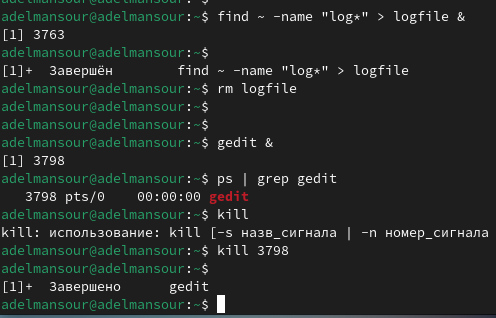 adelmansour@adelmansour:~$ find ~ -name "log*" > logfile &
[1] 3763
adelmansour@adelmansour:~$
[1]+  Завершён        find ~ -name "log*" > logfile
adelmansour@adelmansour:~$ rm logfile
adelmansour@adelmansour:~$
adelmansour@adelmansour:~$
adelmansour@adelmansour:~$ gedit &
[1] 3798
adelmansour@adelmansour:~$ ps | grep gedit
   3798 pts/0    00:00:00 gedit
adelmansour@adelmansour:~$ kill
kill: использование: kill [-s назв_сигнала | -n номер_сигнала
adelmansour@adelmansour:~$ kill 3798
adelmansour@adelmansour:~$
[1]+  Завершено       gedit
adelmansour@adelmansour:~$